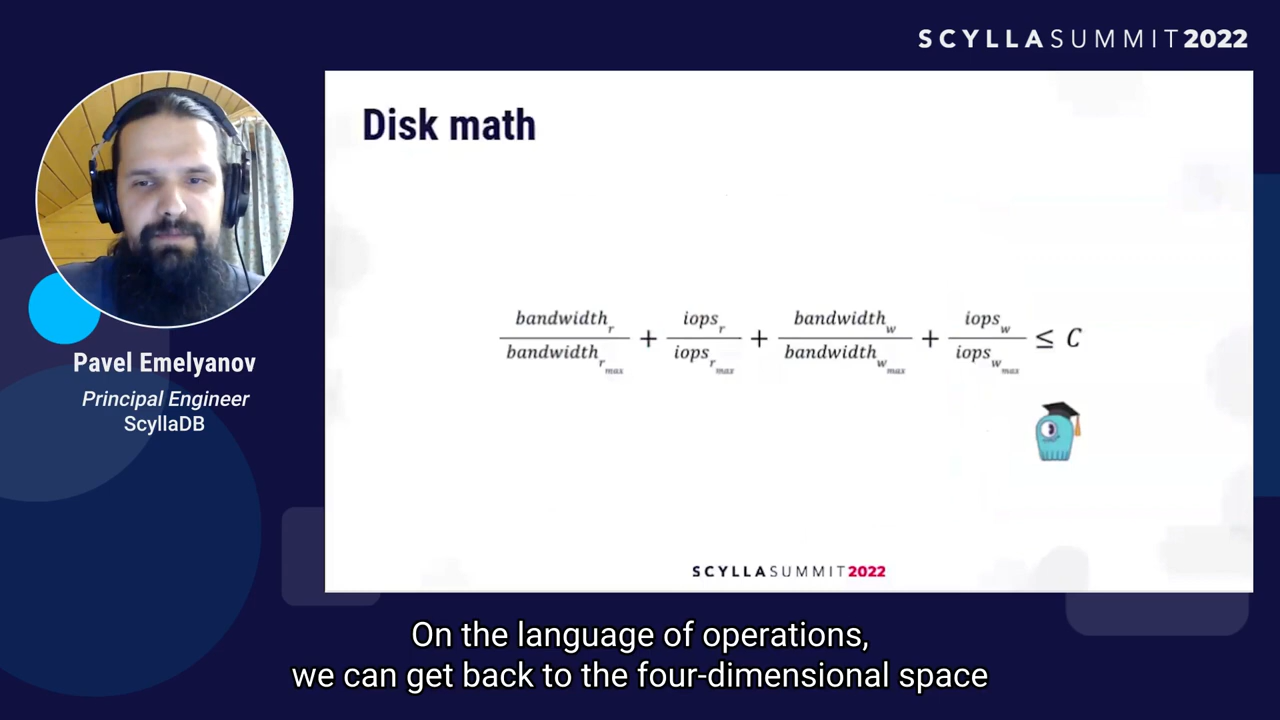 SCYLLASUMMIT2022
Disk math
bandwidth_r / bandwidth_r_max + iops_r / iops_r_max + bandwidth_w / bandwidth_w_max + iops_w / iops_w_max ≤ C
Pavel Emelyanov
Principal Engineer
ScyllaDB
SCYLLASUMMIT2022
On the language of operations,
we can get back to the four-dimensional space